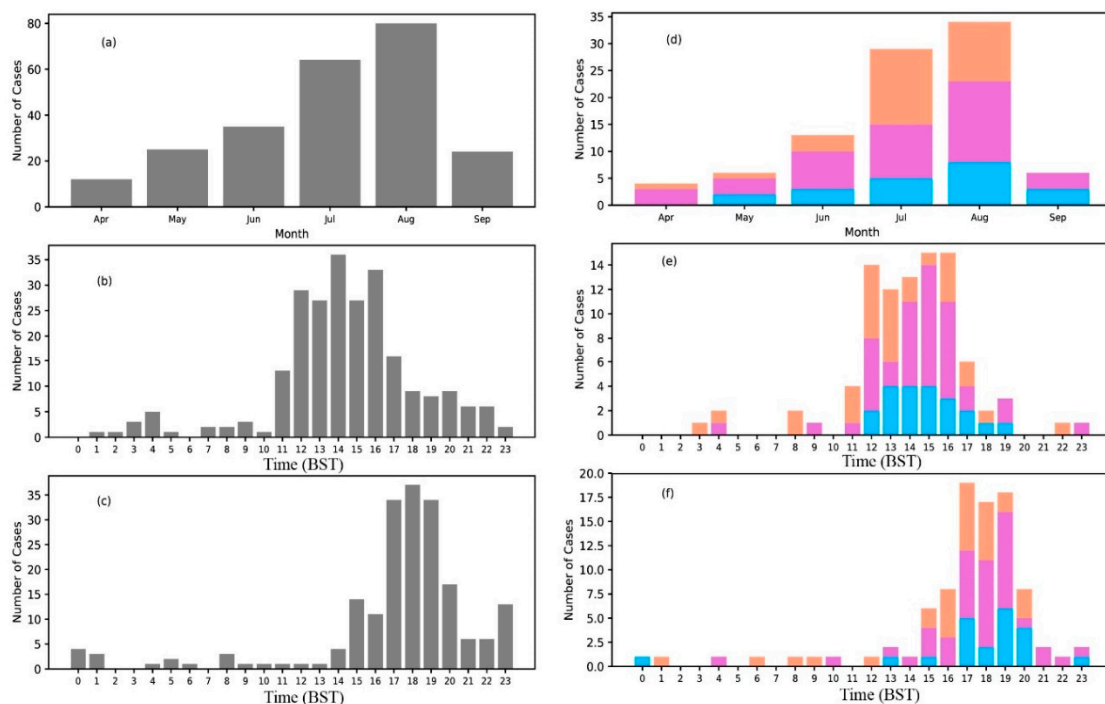 (a)
Number of Cases
80
60
40
20
0
Apr May Jun Jul Aug Sep
Month
(b)
Number of Cases
35
30
25
20
15
10
5
0
0 1 2 3 4 5 6 7 8 9 10 11 12 13 14 15 16 17 18 19 20 21 22 23
Time (BST)
(c)
Number of Cases
35
30
25
20
15
10
5
0
0 1 2 3 4 5 6 7 8 9 10 11 12 13 14 15 16 17 18 19 20 21 22 23
Time (BST)
(d)
Number of Cases
35
30
25
20
15
10
5
0
Apr May Jun Jul Aug Sep
Month
(e)
Number of Cases
14
12
10
8
6
4
2
0
0 1 2 3 4 5 6 7 8 9 10 11 12 13 14 15 16 17 18 19 20 21 22 23
Time (BST)
(f)
Number of Cases
20.0
17.5
15.0
12.5
10.0
7.5
5.0
2.5
0.0
0 1 2 3 4 5 6 7 8 9 10 11 12 13 14 15 16 17 18 19 20 21 22 23
Time (BST)